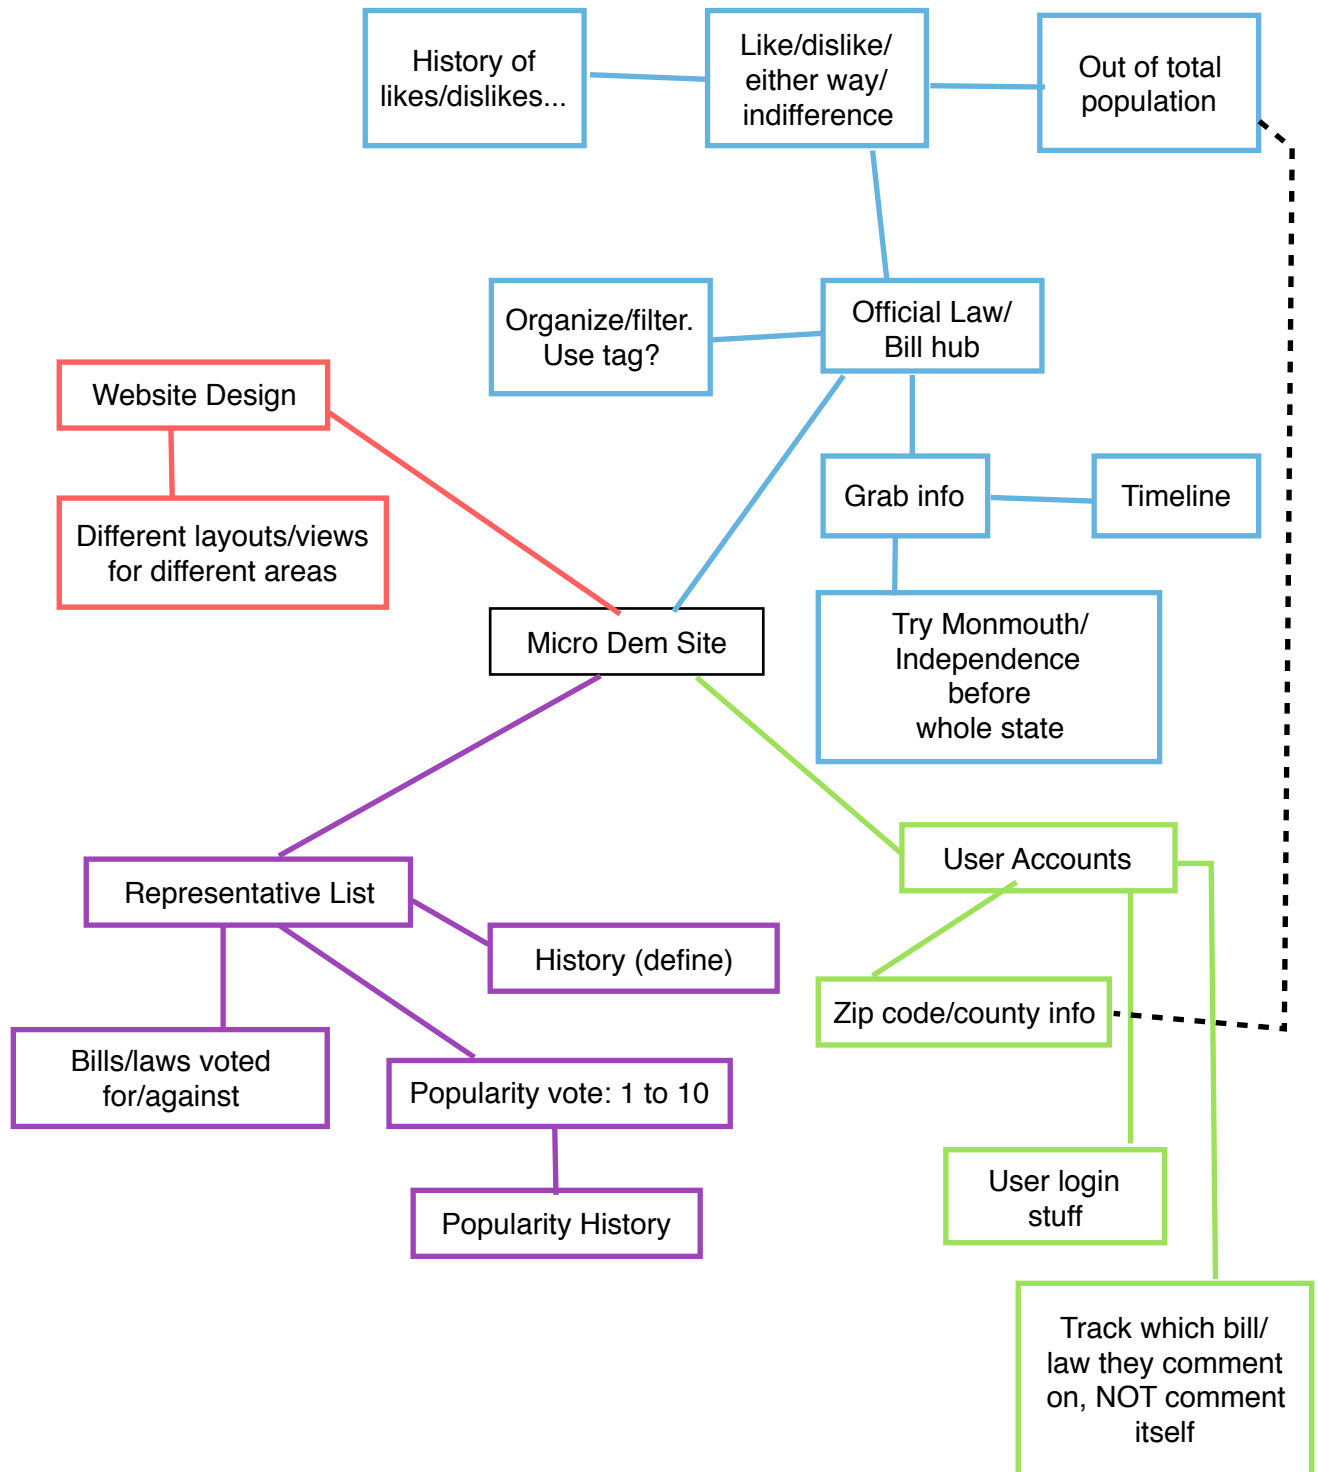 History of
likes/dislikes...
Like/dislike/
either way/
indifference
Out of total
population
Organize/filter.
Use tag?
Official Law/
Bill hub
Website Design
Different layouts/views
for different areas
Grab info
Timeline
Try Monmouth/
Independence
before
whole state
Micro Dem Site
Representative List
History (define)
Bills/laws voted
for/against
Popularity vote: 1 to 10
Popularity History
User Accounts
Zip code/county info
User login
stuff
Track which bill/
law they comment
on, NOT comment
itself